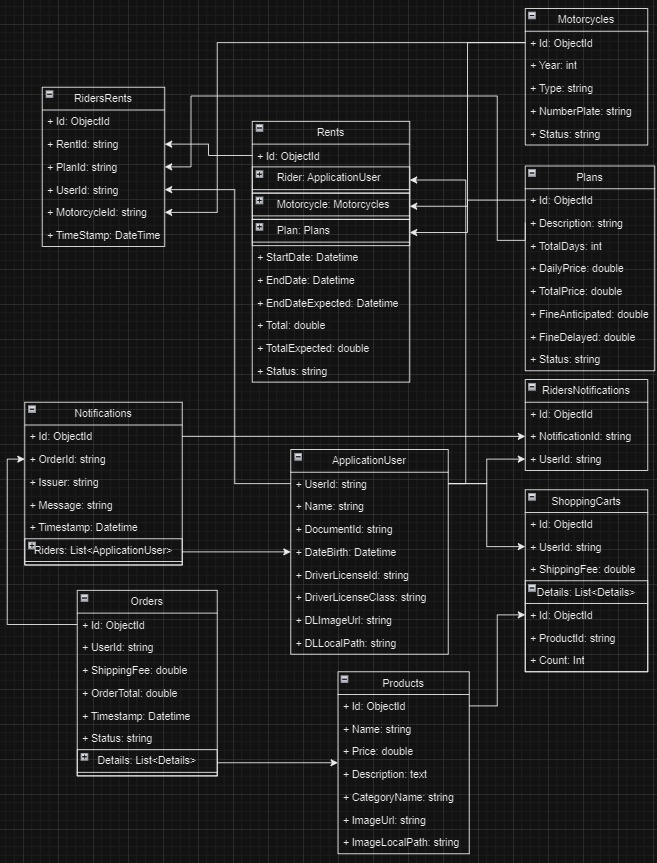 Motorcycles
+ Id: ObjectId
+ Year: int
+ Type: string
+ NumberPlate: string
+ Status: string
RidersRents
+ Id: ObjectId
+ RentId: string
+ PlanId: string
+ UserId: string
+ MotorcycleId: string
+ TimeStamp: DateTime
Rents
+ Id: ObjectId
Rider: ApplicationUser
Motorcycle: Motorcycles
Plan: Plans
+ StartDate: Datetime
+ EndDate: Datetime
+ EndDateExpected: Datetime
+ Total: double
+ TotalExpected: double
+ Status: string
Plans
+ Id: ObjectId
+ Description: string
+ TotalDays: int
+ DailyPrice: double
+ TotalPrice: double
+ FineAnticipated: double
+ FineDelayed: double
+ Status: string
RidersNotifications
+ Id: ObjectId
+ NotificationId: string
+ UserId: string
Notifications
+ Id: ObjectId
+ OrderId: string
+ Issuer: string
+ Message: string
+ Timestamp: Datetime
Riders: List<ApplicationUser>
ApplicationUser
+ UserId: string
+ Name: string
+ DocumentId: string
+ DateBirth: Datetime
+ DriverLicenseId: string
+ DriverLicenseClass: string
+ DLImageUrl: string
+ DLLocalPath: string
ShoppingCarts
+ Id: ObjectId
+ UserId: string
+ ShippingFee: double
Details: List<Details>
+ Id: ObjectId
+ ProductId: string
+ Count: Int
Orders
+ Id: ObjectId
+ UserId: string
+ ShippingFee: double
+ OrderTotal: double
+ Timestamp: Datetime
+ Status: string
Details: List<Details>
Products
+ Id: ObjectId
+ Name: string
+ Price: double
+ Description: text
+ CategoryName: string
+ ImageUrl: string
+ ImageLocalPath: string